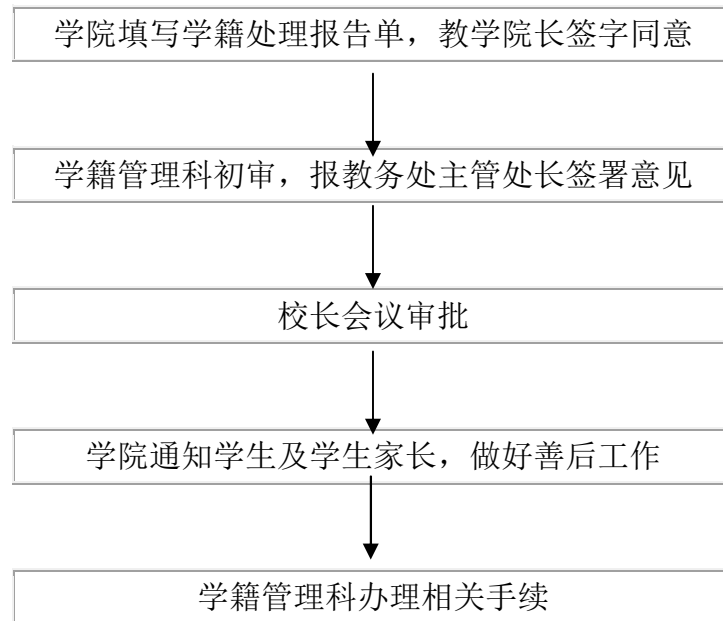 学院填写学籍处理报告单，教学院长签字同意
学籍管理科初审，报教务处主管处长签署意见
校长会议审批
学院通知学生及学生家长，做好善后工作
学籍管理科办理相关手续